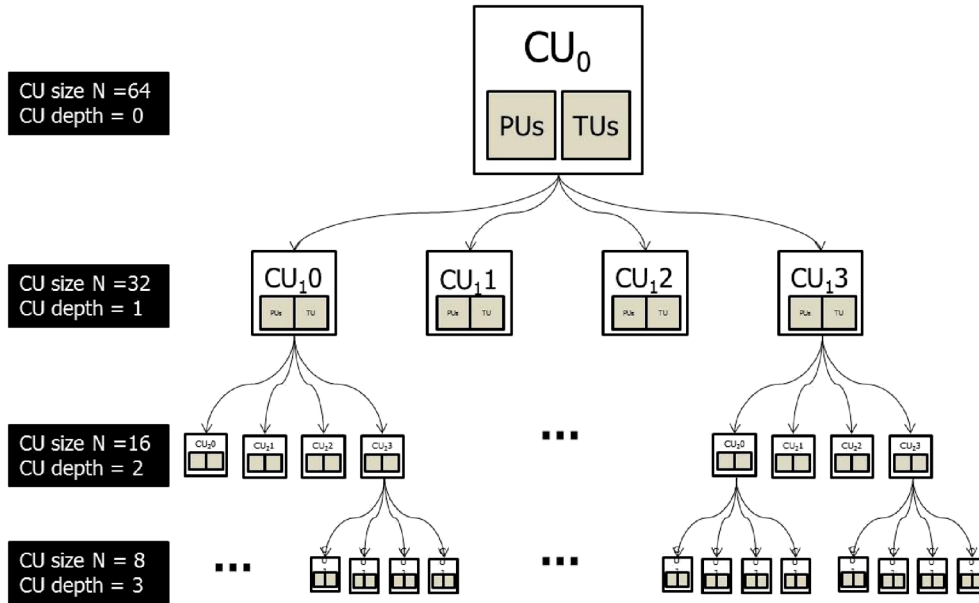 CU0
CU size N =64
CU depth = 0
PUs TUs
CU size N =32
CU depth = 1
CU10 CU11 CU12 CU13
PUs TU PUs TU PUs TU PUs TU
CU size N =16
CU depth = 2
CU20 CU21 CU22 CU23 ... CU20 CU21 CU22 CU23
CU size N = 8
CU depth = 3
... ...